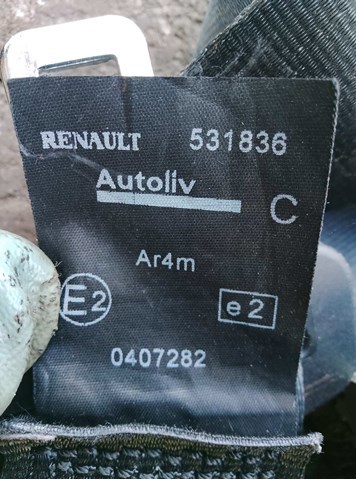 RENAULT 531836
Autoliv
C
Ar4m
E2 e2
0407282